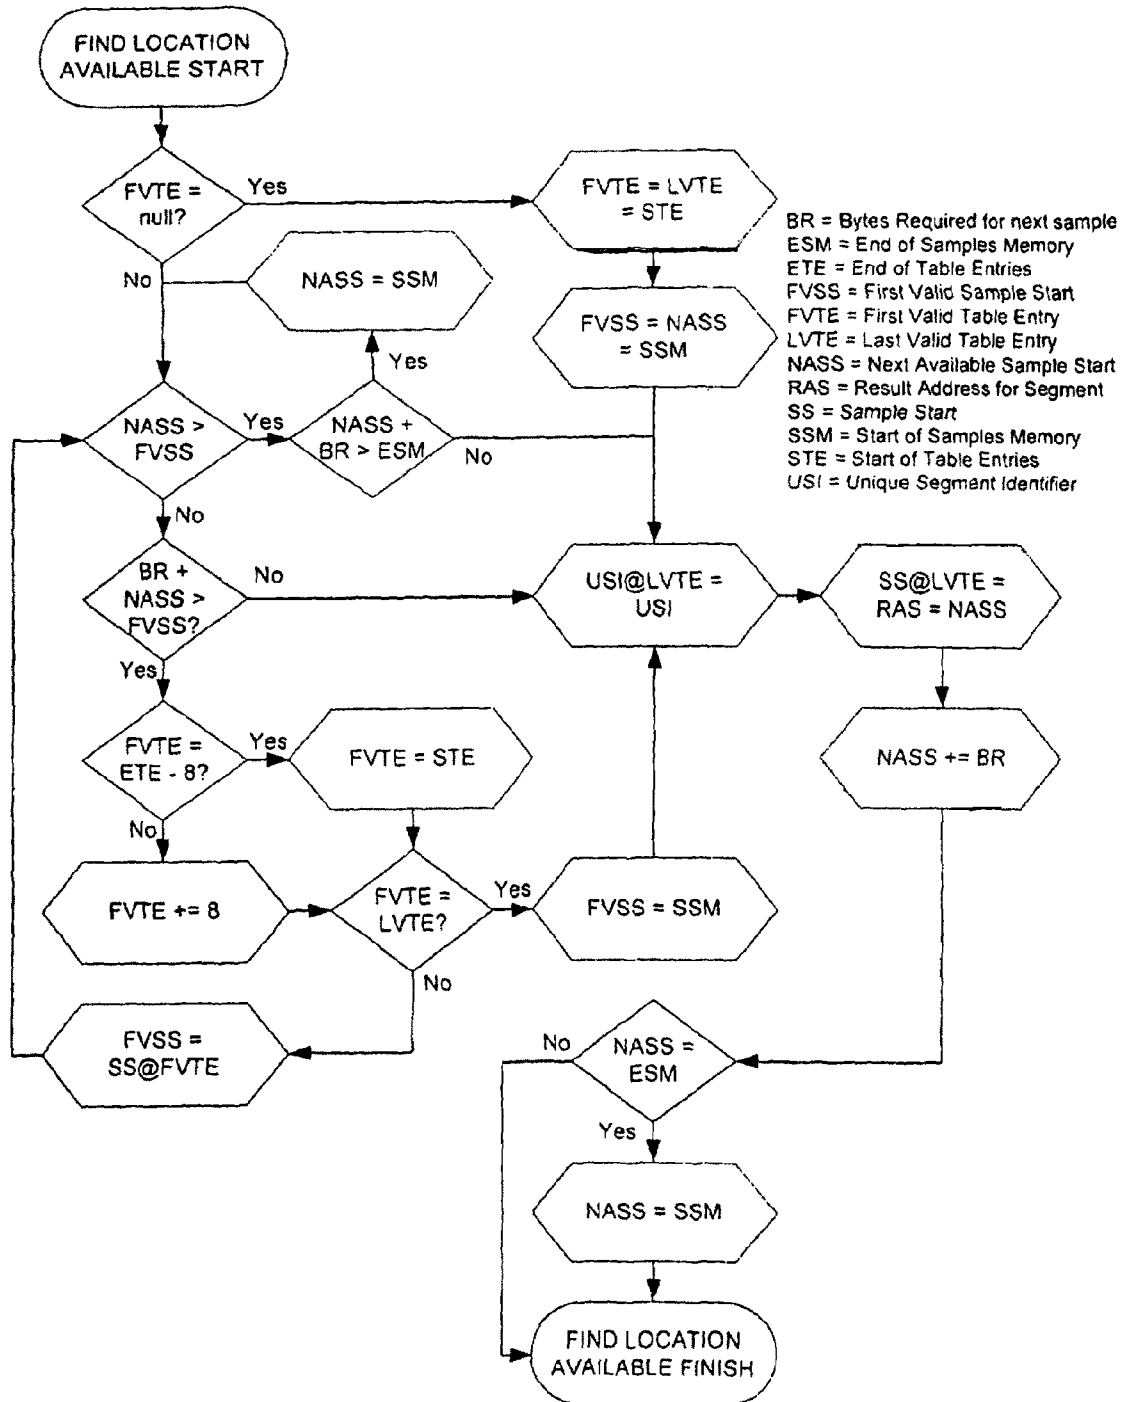 FIND LOCATION
AVAILABLE START
FVTE =
null?
Yes
No
FVTE = LVTE
= STE
NASS = SSM
FVSS = NASS
= SSM
BR = Bytes Required for next sample
ESM = End of Samples Memory
ETE = End of Table Entries
FVSS = First Valid Sample Start
FVTE = First Valid Table Entry
LVTE = Last Valid Table Entry
NASS = Next Available Sample Start
RAS = Result Address for Segment
SS = Sample Start
SSM = Start of Samples Memory
STE = Start of Table Entries
USI = Unique Segment Identifier
Yes
NASS >
FVSS
Yes
NASS +
BR > ESM
No
No
BR +
NASS >
FVSS?
No
Yes
USI@LVTE =
USI
SS@LVTE =
RAS = NASS
FVTE =
ETE - 8?
Yes
No
FVTE = STE
NASS += BR
FVTE += 8
FVTE =
LVTE?
Yes
No
FVSS = SSM
FVSS =
SS@FVTE
No
NASS =
ESM
Yes
NASS = SSM
FIND LOCATION
AVAILABLE FINISH